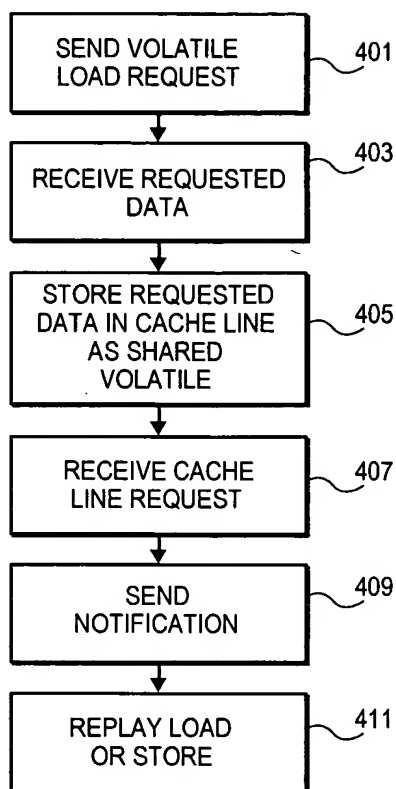 SEND VOLATILE
LOAD REQUEST
401
RECEIVE REQUESTED
DATA
403
STORE REQUESTED
DATA IN CACHE LINE
AS SHARED
VOLATILE
405
RECEIVE CACHE
LINE REQUEST
407
SEND
NOTIFICATION
409
REPLAY LOAD
OR STORE
411